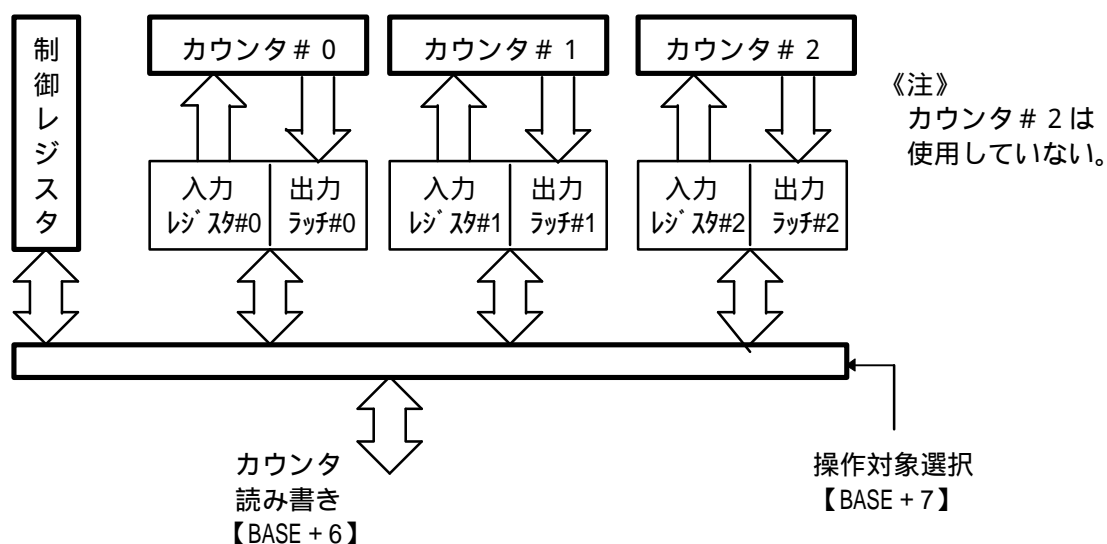 制御レジスタ
カウンタ# 0
カウンタ# 1
カウンタ# 2
《注》
カウンタ# 2 は
使用していない。
入力
ﾚｼﾞｽﾀ#0
出力
ﾗｯﾁ#0
入力
ﾚｼﾞｽﾀ#1
出力
ﾗｯﾁ#1
入力
ﾚｼﾞｽﾀ#2
出力
ﾗｯﾁ#2
カウンタ
読み書き
【BASE + 6】
操作対象選択
【BASE + 7】